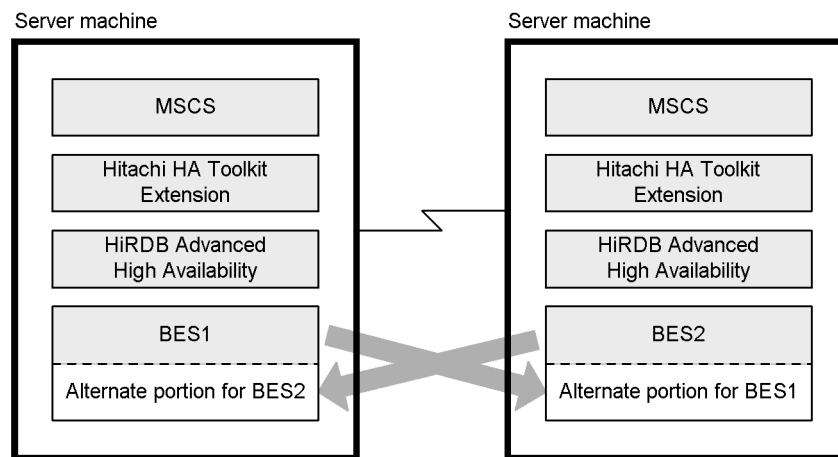 Server machine
MSCS
Hitachi HA Toolkit
Extension
HiRDB Advanced
High Availability
BES1
Alternate portion for BES2
Server machine
MSCS
Hitachi HA Toolkit
Extension
HiRDB Advanced
High Availability
BES2
Alternate portion for BES1